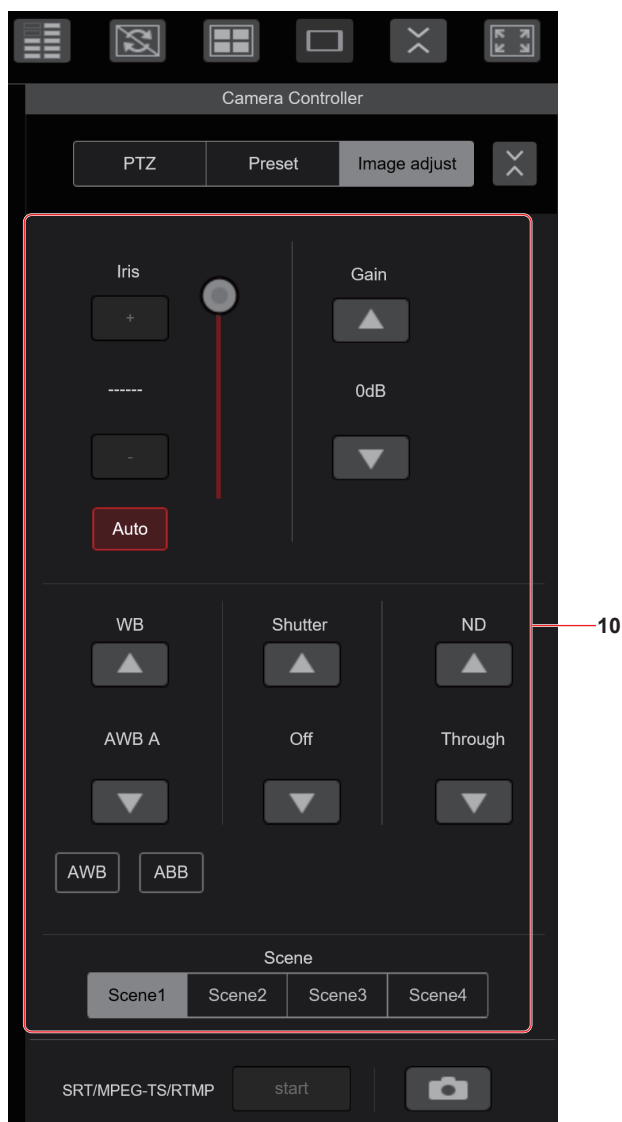 Camera Controller
PTZ Preset Image adjust
Iris Gain
+
------ 0dB
-
Auto
WB Shutter ND
10
AWB A Off Through
AWB ABB
Scene
Scene1 Scene2 Scene3 Scene4
SRT/MPEG-TS/RTMP start